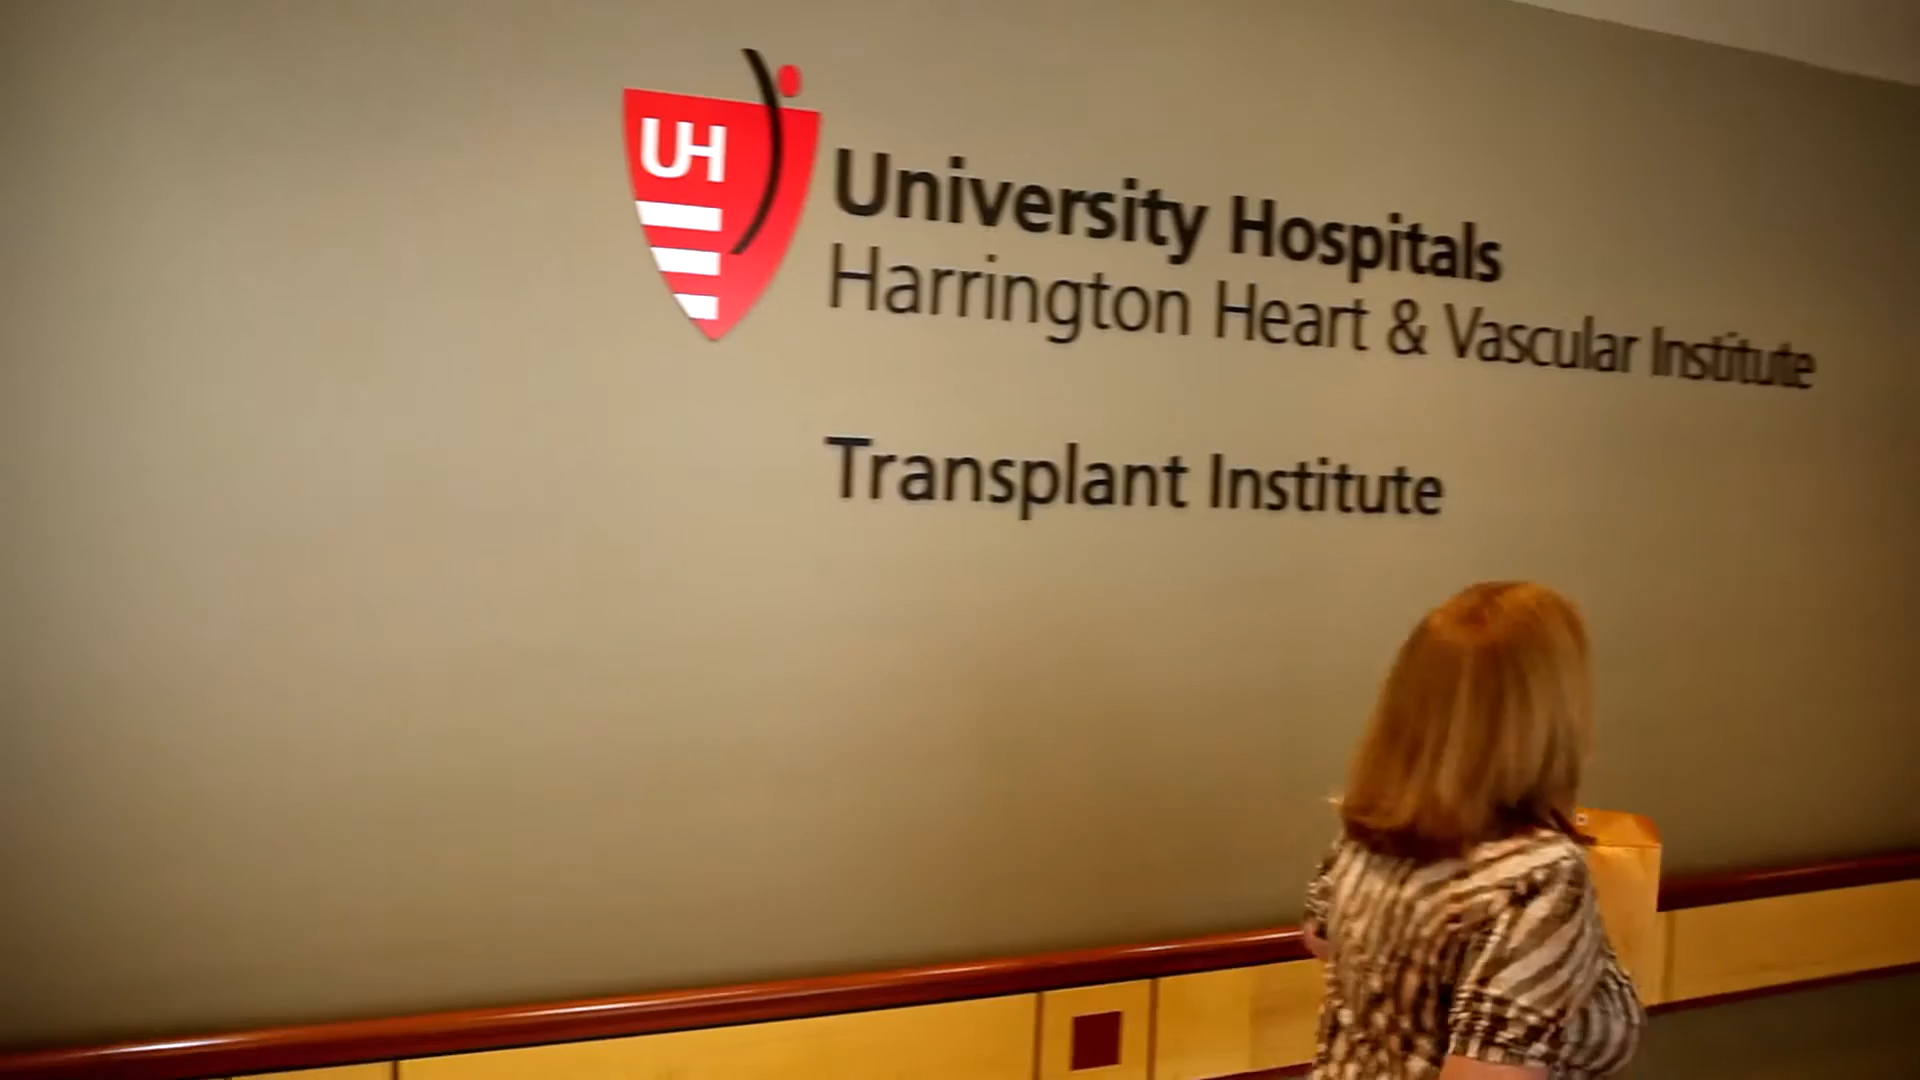 UH
University Hospitals
Harrington Heart & Vascular Institute
Transplant Institute